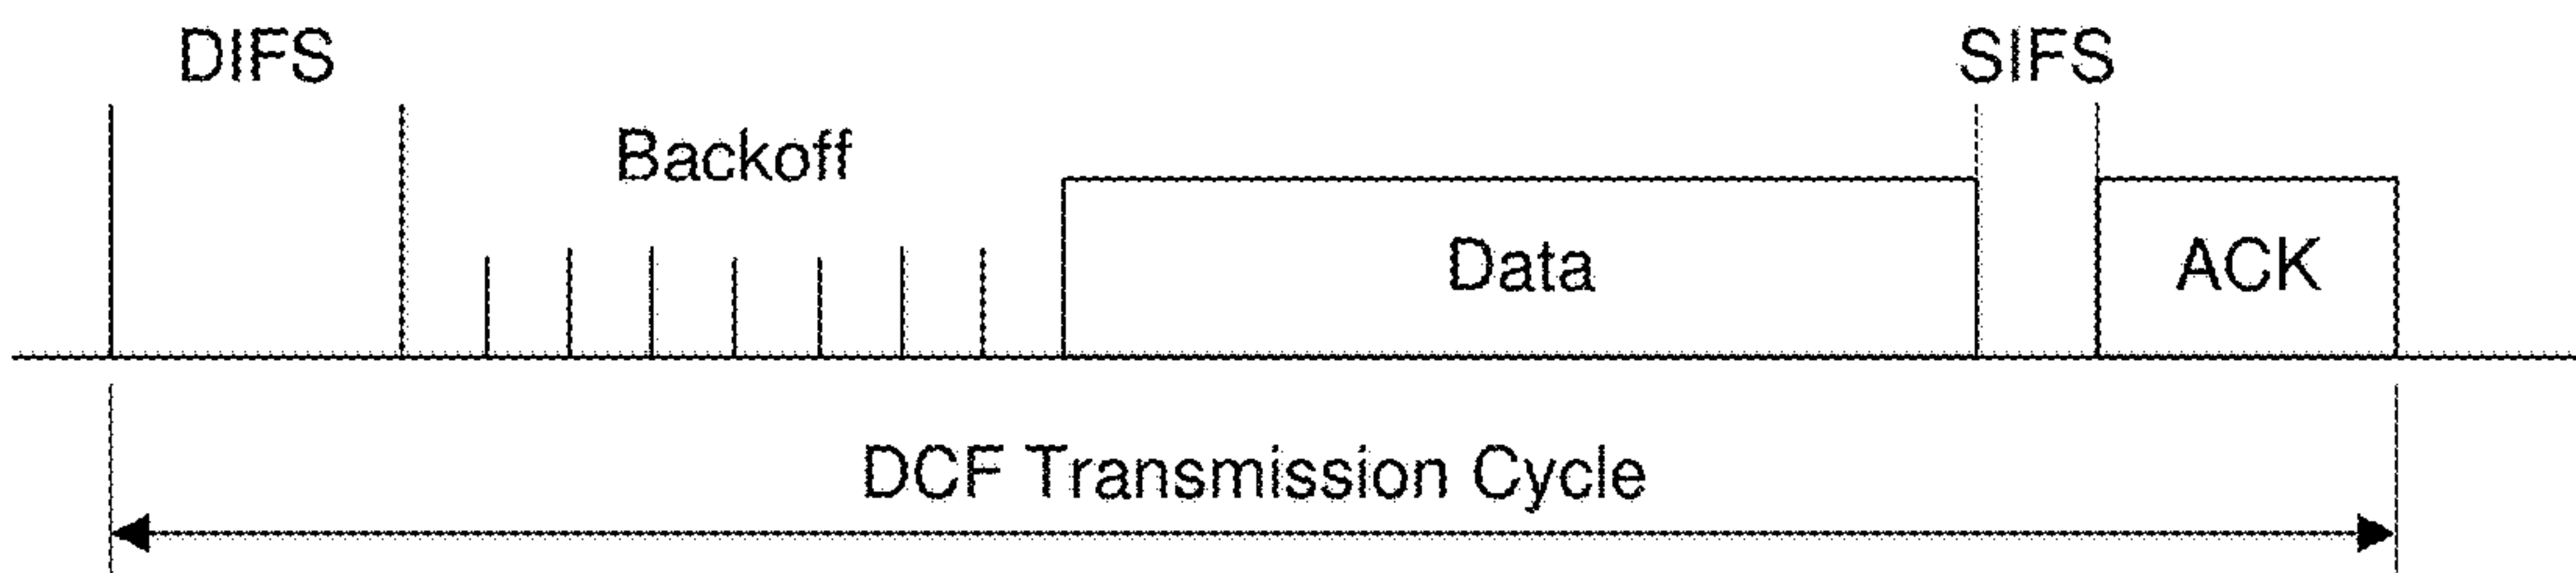 DIFS
SIFS
Backoff
Data
ACK
DCF Transmission Cycle